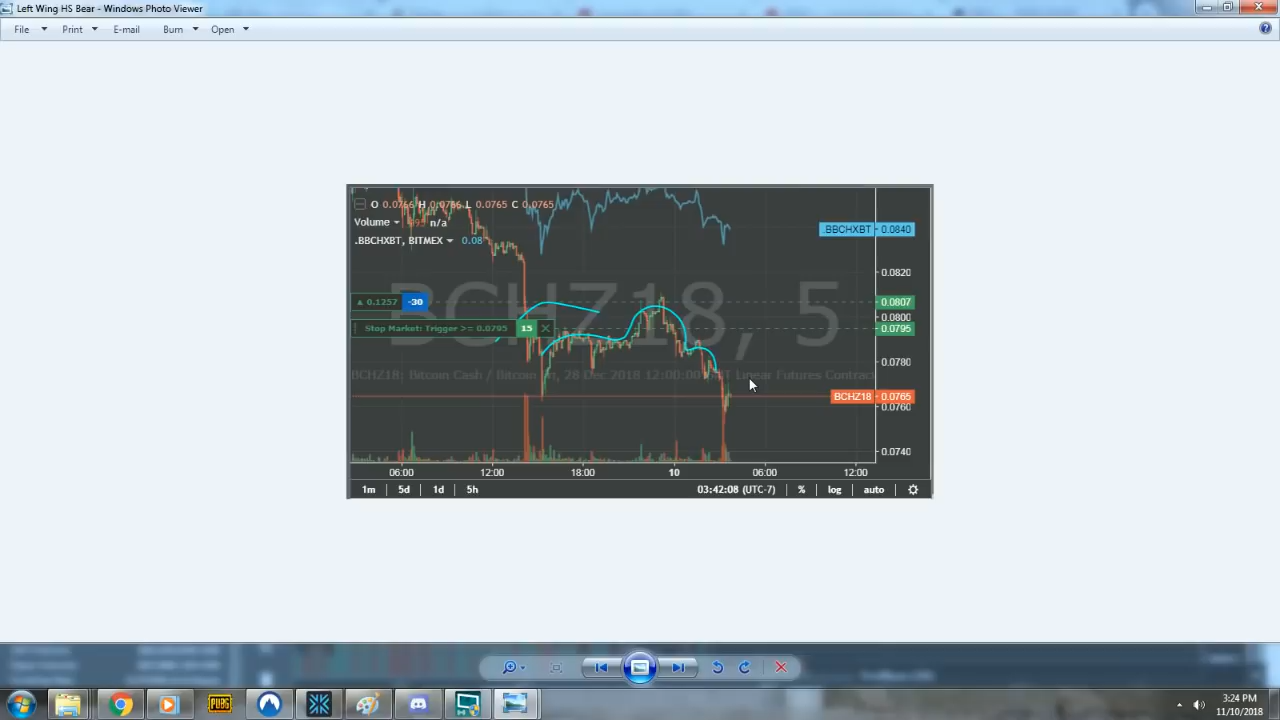 Left Wing HS Bear - Windows Photo Viewer
File Print E-mail Burn Open
O 0.0766 H 0.0766 L 0.0765 C 0.0765
Volume n/a
.BBCHXBT, BITMEX 0.08
.BBCHXBT 0.0840
0.0820
0.1257 -30
0.0807
BCHZ18, 5
0.0800
Stop Market: Trigger >= 0.0795 15
0.0795
0.0780
BCHZ18: Bitcoin Cash / Bitcoin 28 Dec 2018 12:00:00 Linear Futures Contract
BCHZ18 0.0765
0.0760
0.0740
06:00 12:00 18:00 10 06:00 12:00
1m 5d 1d 5h 03:42:08 (UTC-7) % log auto
PUBG
3:24 PM
11/10/2018